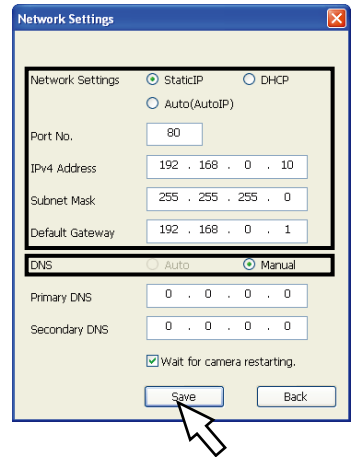 Network Settings
Network Settings StaticIP DHCP
Auto(AutoIP)
Port No. 80
IPv4 Address 192 . 168 . 0 . 10
Subnet Mask 255 . 255 . 255 . 0
Default Gateway 192 . 168 . 0 . 1
DNS Auto Manual
Primary DNS 0 . 0 . 0 . 0
Secondary DNS 0 . 0 . 0 . 0
Wait for camera restarting.
Save Back